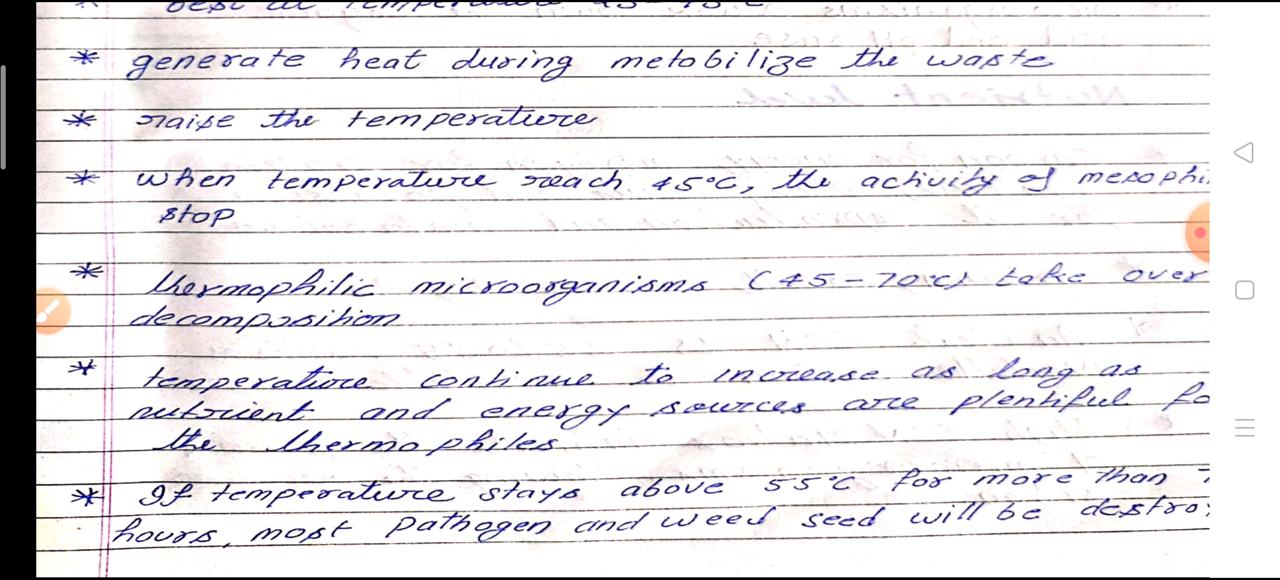 best at temperature
* generate heat during metobilize the waste
* raise the temperature
* when temperature reach 45°C, the activity of mesophi
stop
* thermophilic microorganisms (45-70°C) take over
decomposition
* temperature continue to increase as long as
nutrient and energy sources are plentiful fo
the thermophiles
* If temperature stays above 55°C for more than
hours, most pathogen and weed seed will be destro